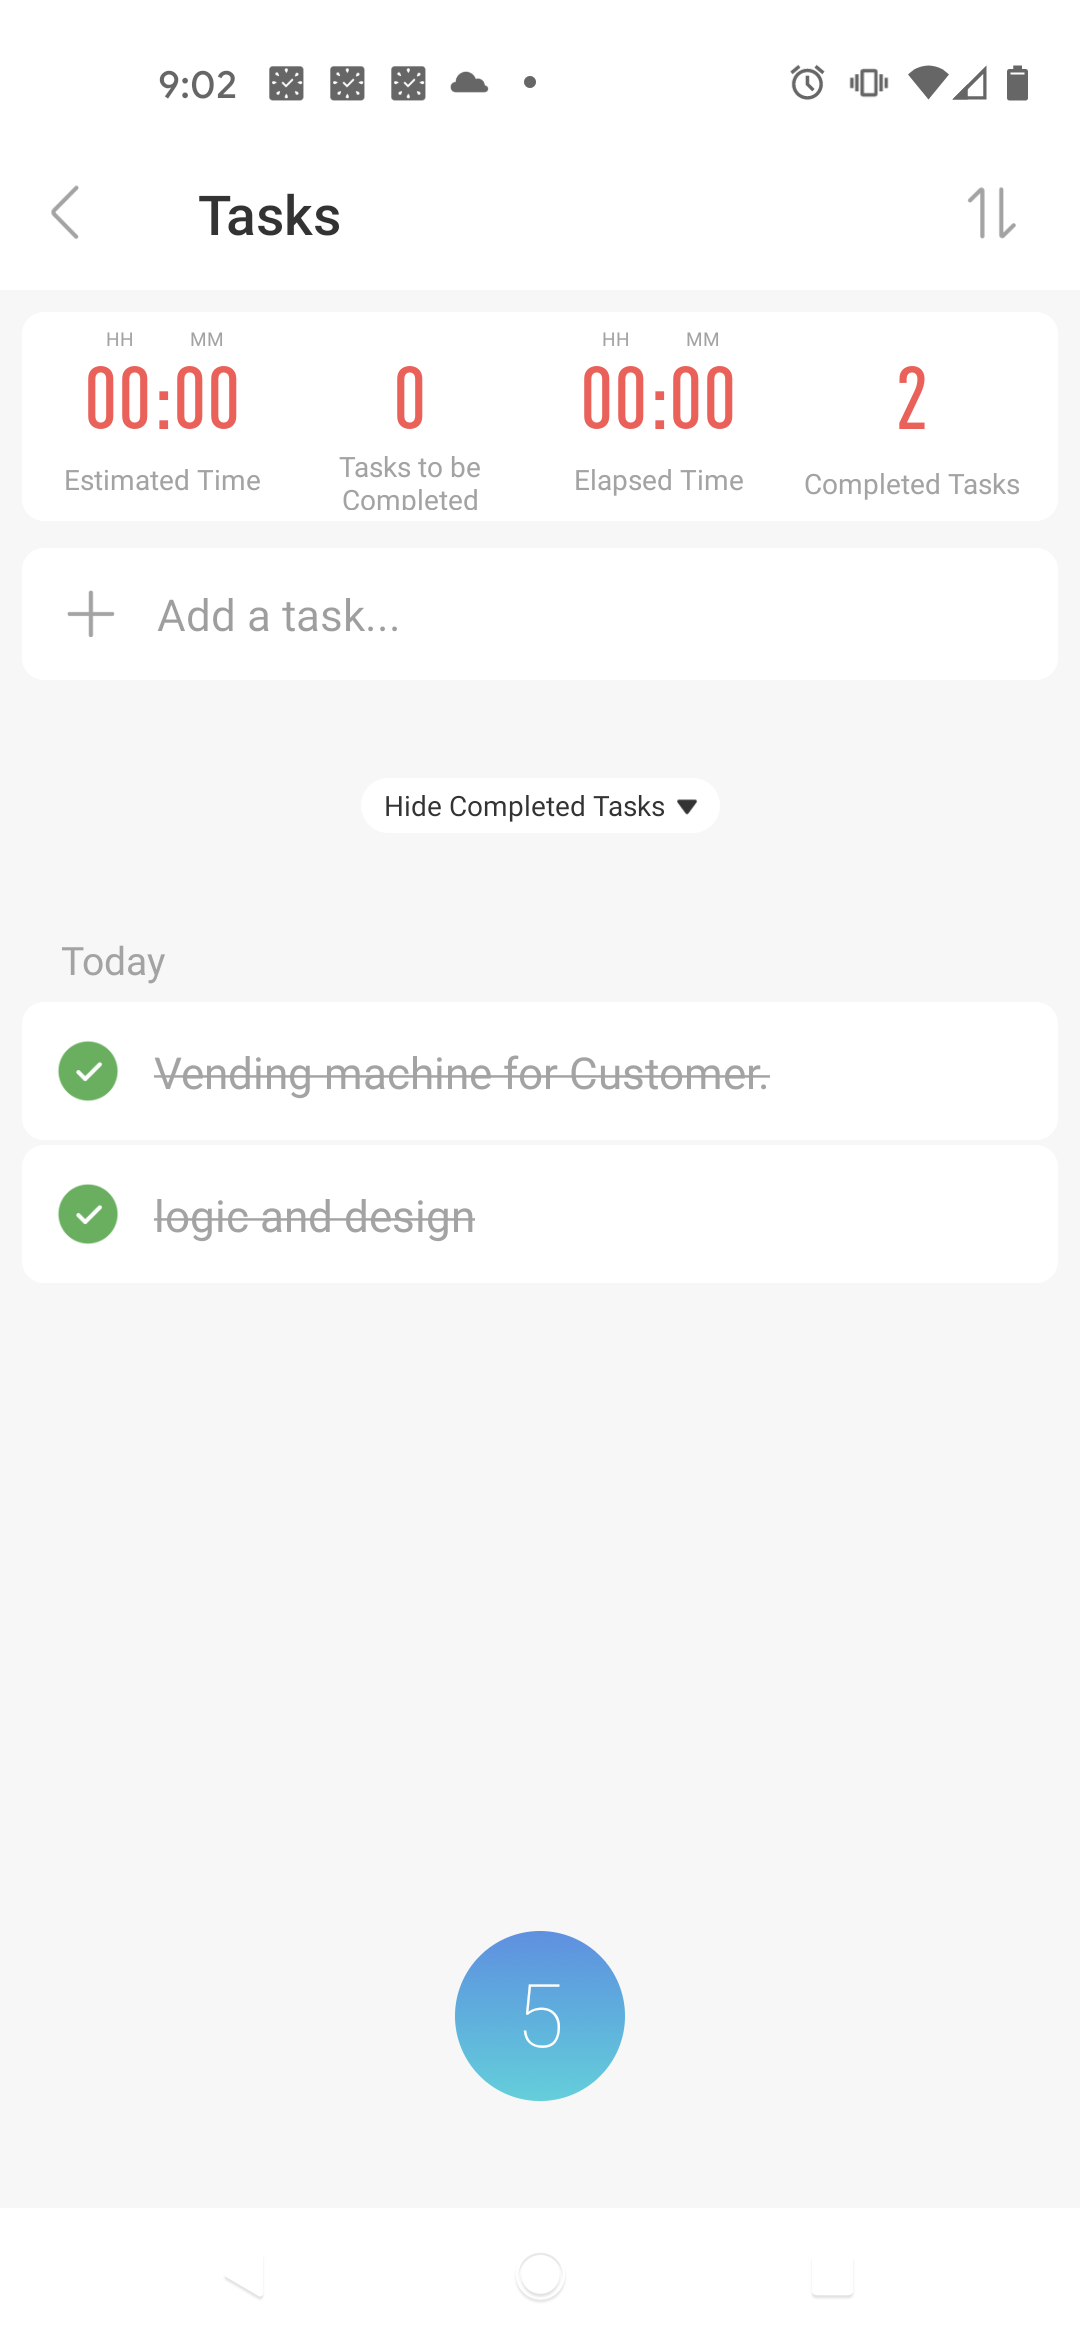 9:02
Tasks
HH MM HH MM
00:00 0 00:00 2
Estimated Time Tasks to be Completed Elapsed Time Completed Tasks
Add a task...
Hide Completed Tasks
Today
Vending machine for Customer.
logic and design
5